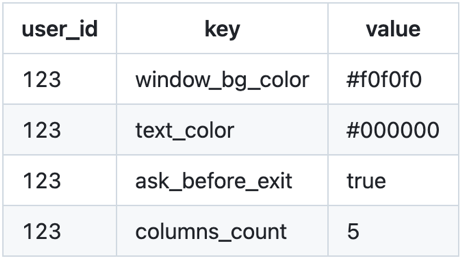 user_id key value
123 window_bg_color #f0f0f0
123 text_color #000000
123 ask_before_exit true
123 columns_count 5